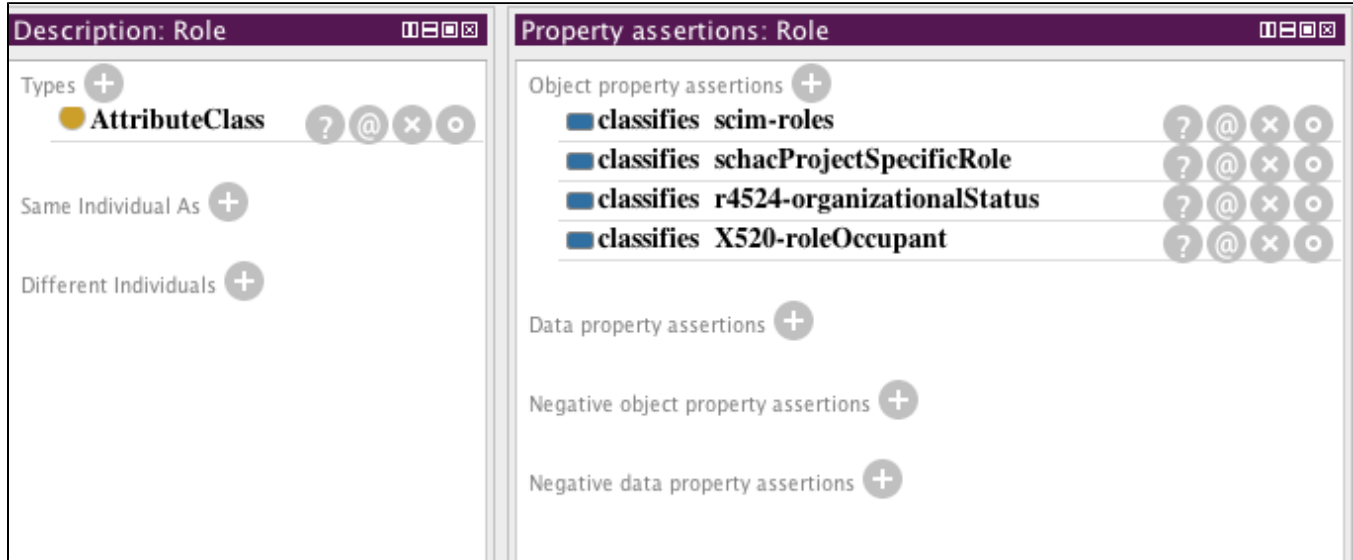 Description: Role
Types
AttributeClass
Same Individual As
Different Individuals
Property assertions: Role
Object property assertions
classifies scim-roles
classifies schacProjectSpecificRole
classifies r4524-organizationalStatus
classifies X520-roleOccupant
Data property assertions
Negative object property assertions
Negative data property assertions